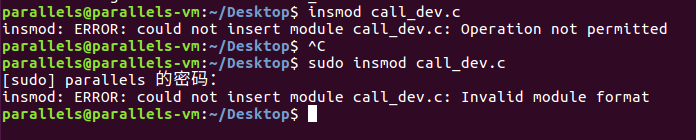 parallels@parallels-vm:~/Desktop$ insmod call_dev.c
insmod: ERROR: could not insert module call_dev.c: Operation not permitted
parallels@parallels-vm:~/Desktop$ ^C
parallels@parallels-vm:~/Desktop$ sudo insmod call_dev.c
[sudo] parallels 的密码：
insmod: ERROR: could not insert module call_dev.c: Invalid module format
parallels@parallels-vm:~/Desktop$